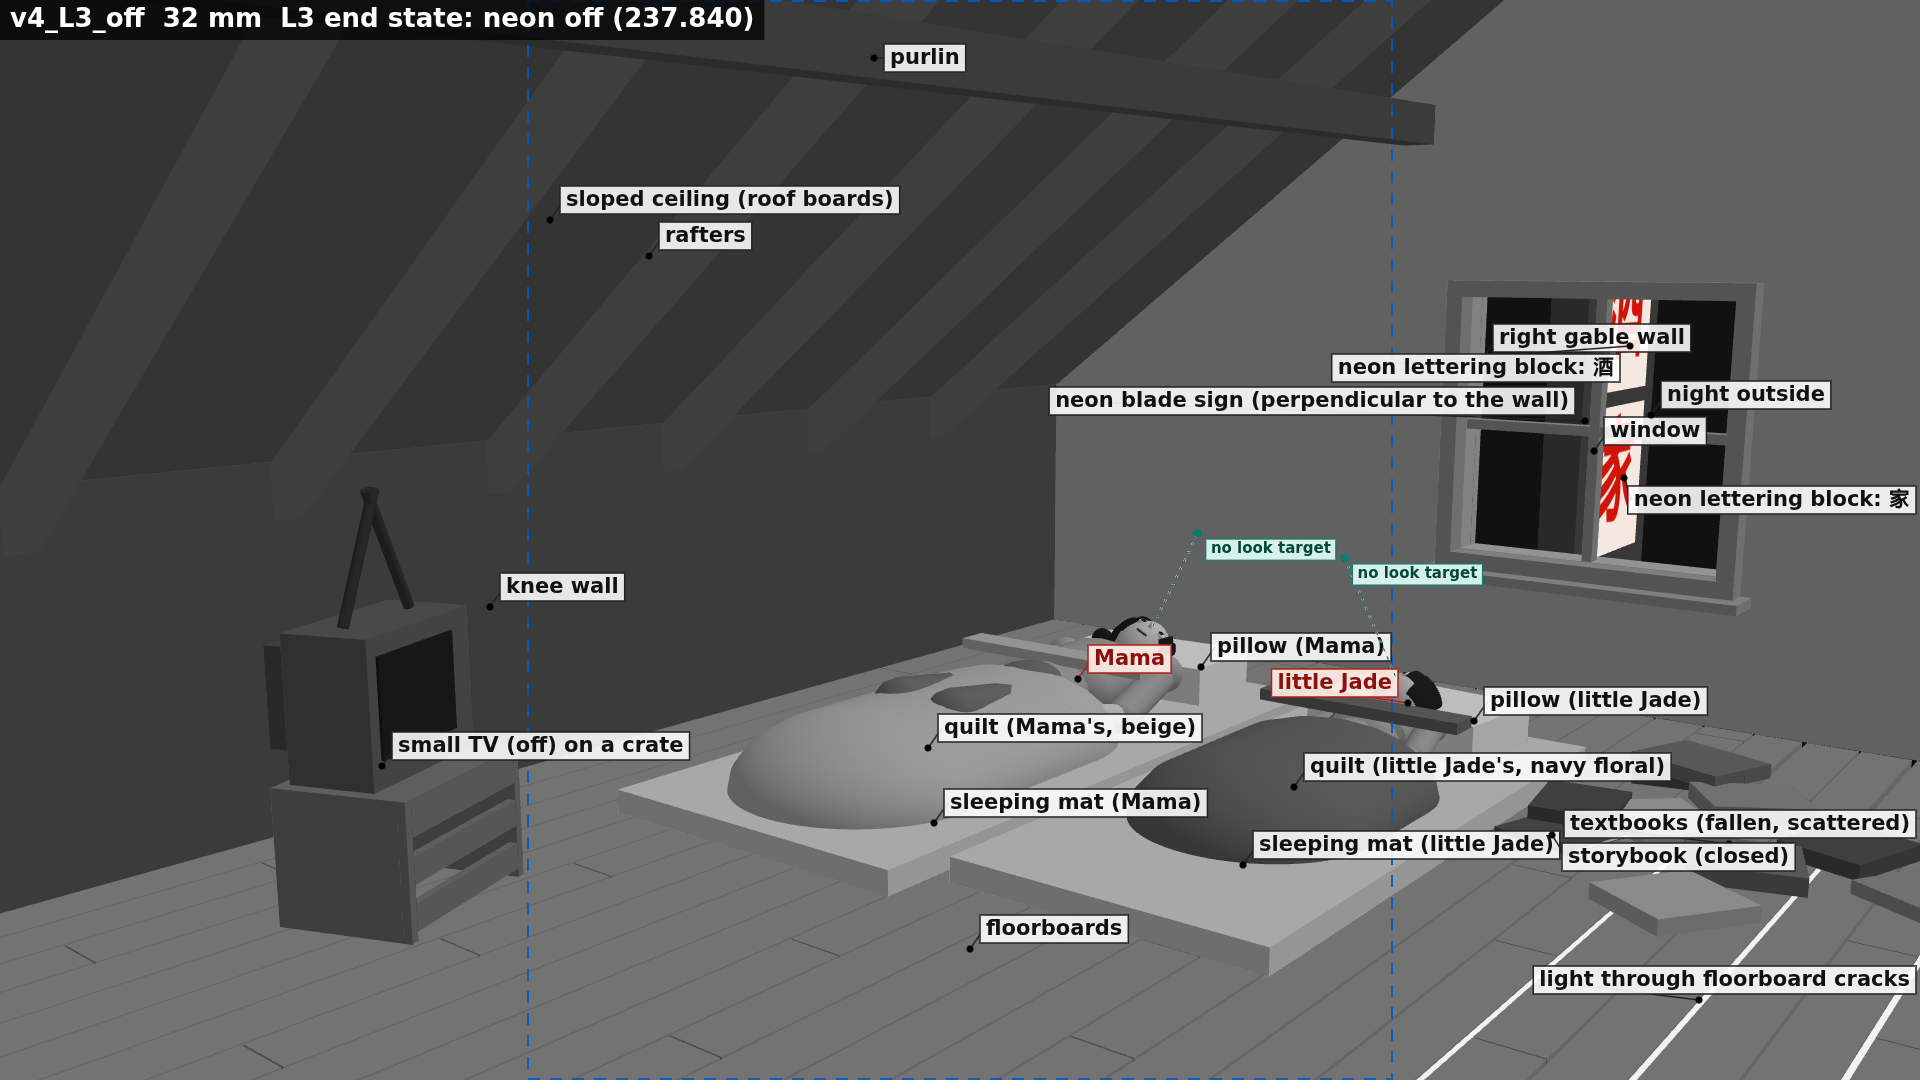 v4_L3_off 32 mm L3 end state: neon off (237.840)
purlin
sloped ceiling (roof boards)
rafters
right gable wall
neon lettering block: 酒
night outside
neon blade sign (perpendicular to the wall)
window
家
neon lettering block: 家
no look target
no look target
knee wall
pillow (Mama)
Mama
little Jade
pillow (little Jade)
quilt (Mama's, beige)
small TV (off) on a crate
quilt (little Jade's, navy floral)
sleeping mat (Mama)
textbooks (fallen, scattered)
sleeping mat (little Jade)
storybook (closed)
floorboards
light through floorboard cracks